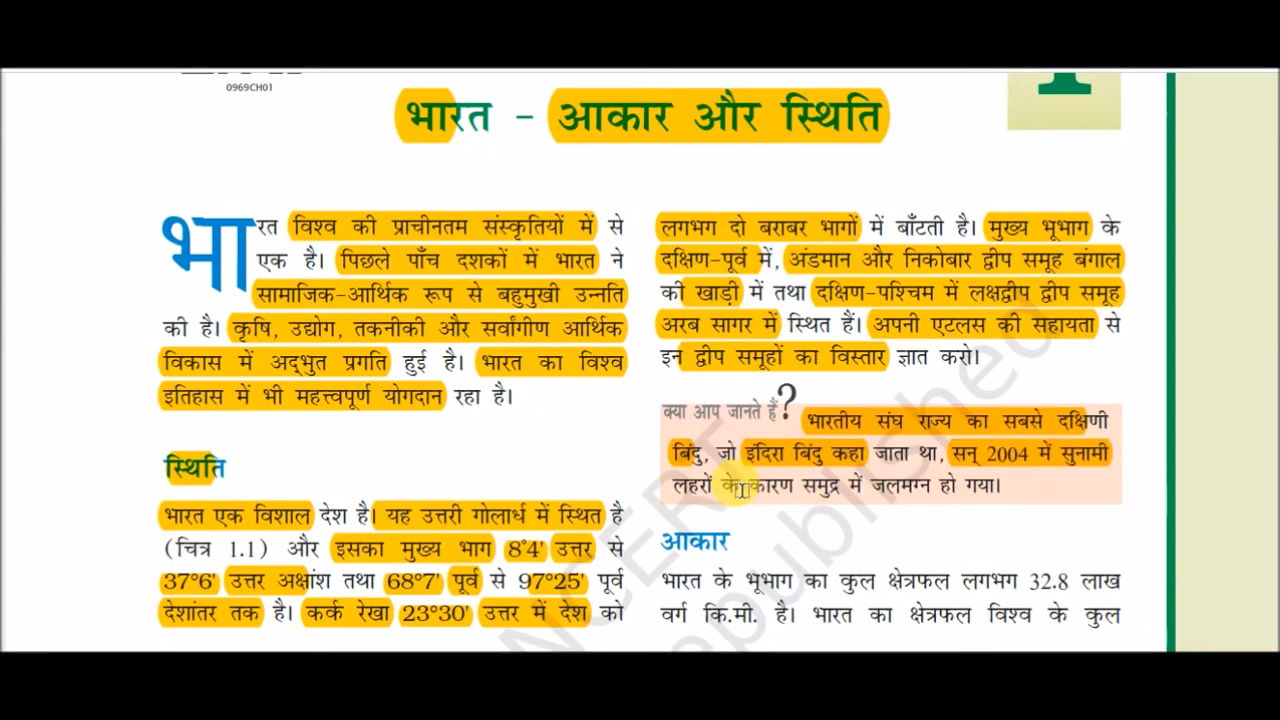 0969CH01
1
भारत - आकार और स्थिति
भारत विश्व की प्राचीनतम संस्कृतियों में से
एक है। पिछले पाँच दशकों में भारत ने
सामाजिक-आर्थिक रूप से बहुमुखी उन्नति
की है। कृषि, उद्योग, तकनीकी और सर्वांगीण आर्थिक
विकास में अद्भुत प्रगति हुई है। भारत का विश्व
इतिहास में भी महत्त्वपूर्ण योगदान रहा है।
स्थिति
भारत एक विशाल देश है। यह उत्तरी गोलार्ध में स्थित है
(चित्र 1.1) और इसका मुख्य भाग 8°4' उत्तर से
37°6' उत्तर अक्षांश तथा 68°7' पूर्व से 97°25' पूर्व
देशांतर तक है। कर्क रेखा 23°30' उत्तर में देश को
लगभग दो बराबर भागों में बाँटती है। मुख्य भूभाग के
दक्षिण-पूर्व में, अंडमान और निकोबार द्वीप समूह बंगाल
की खाड़ी में तथा दक्षिण-पश्चिम में लक्षद्वीप द्वीप समूह
अरब सागर में स्थित हैं। अपनी एटलस की सहायता से
इन द्वीप समूहों का विस्तार ज्ञात करो।
क्या आप जानते हैं? भारतीय संघ राज्य का सबसे दक्षिणी
बिंदु, जो इंदिरा बिंदु कहा जाता था, सन् 2004 में सुनामी
लहरों के कारण समुद्र में जलमग्न हो गया।
आकार
भारत के भूभाग का कुल क्षेत्रफल लगभग 32.8 लाख
वर्ग कि.मी. है। भारत का क्षेत्रफल विश्व के कुल
NCERT
republished